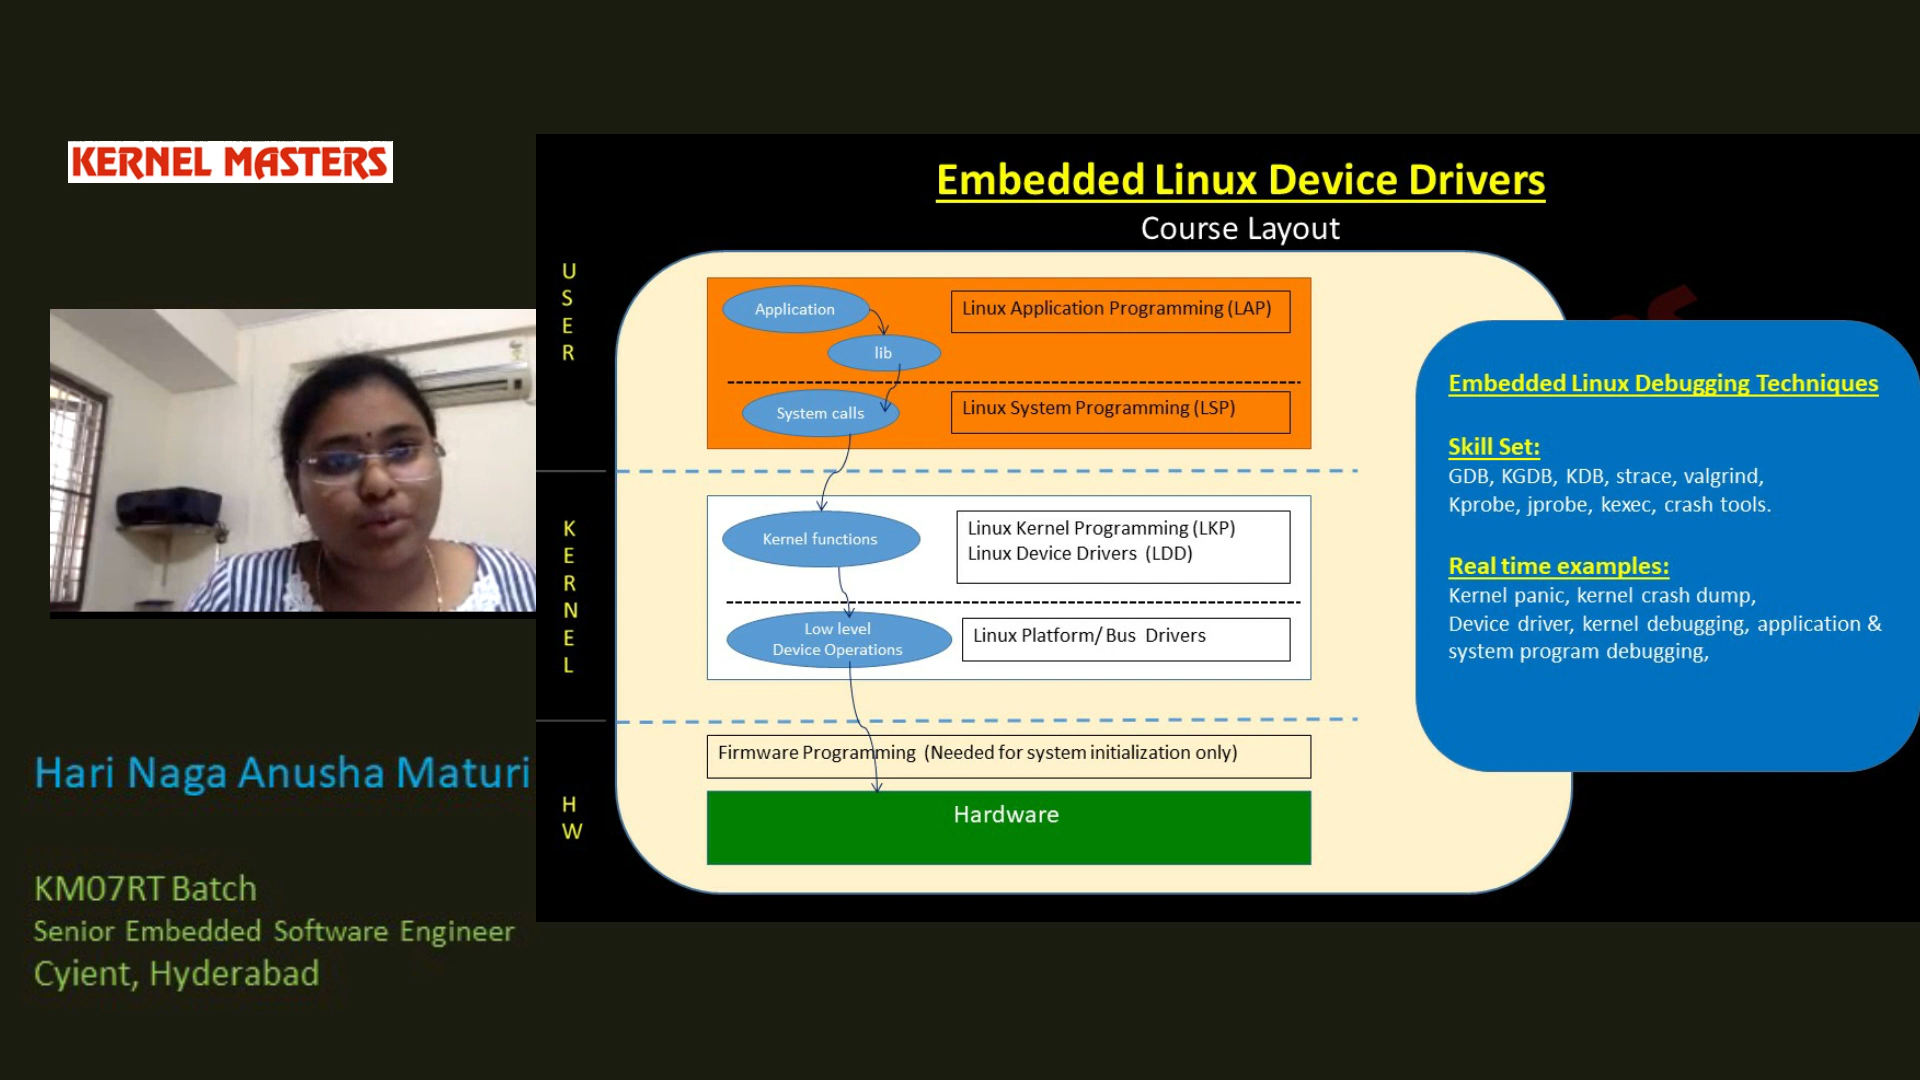 KERNEL MASTERS
Hari Naga Anusha Maturi
KM07RT Batch
Senior Embedded Software Engineer
Cyient, Hyderabad
Embedded Linux Device Drivers
Course Layout
USER
Application
Linux Application Programming (LAP)
lib
System calls
Linux System Programming (LSP)
KERNEL
Kernel functions
Linux Kernel Programming (LKP)
Linux Device Drivers (LDD)
Low level
Device Operations
Linux Platform/ Bus Drivers
HW
Firmware Programming (Needed for system initialization only)
Hardware
Embedded Linux Debugging Techniques
Skill Set:
GDB, KGDB, KDB, strace, valgrind,
Kprobe, jprobe, kexec, crash tools.
Real time examples:
Kernel panic, kernel crash dump,
Device driver, kernel debugging, application &
system program debugging,